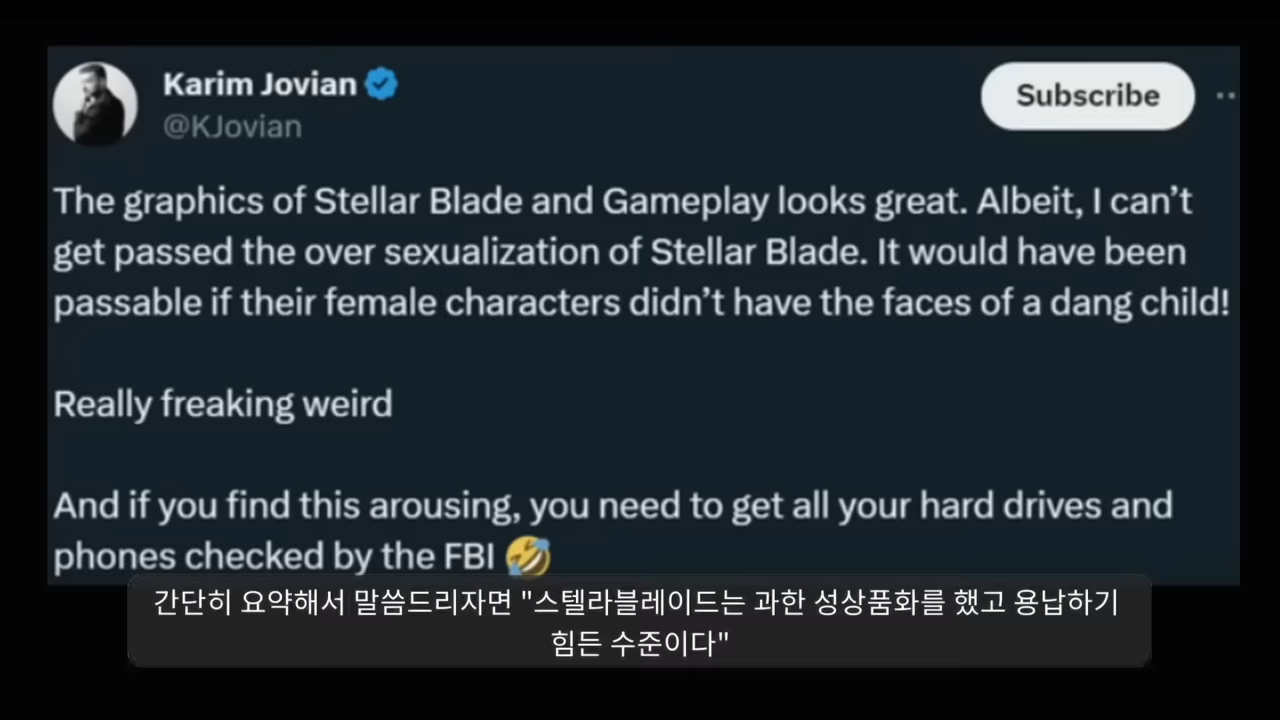 Karim Jovian
@KJovian
Subscribe
The graphics of Stellar Blade and Gameplay looks great. Albeit, I can’t
get passed the over sexualization of Stellar Blade. It would have been
passable if their female characters didn’t have the faces of a dang child!
Really freaking weird
And if you find this arousing, you need to get all your hard drives and
phones checked by the FBI 🤣
간단히 요약해서 말씀드리자면 "스텔라블레이드는 과한 성상품화를 했고 용납하기
힘든 수준이다"